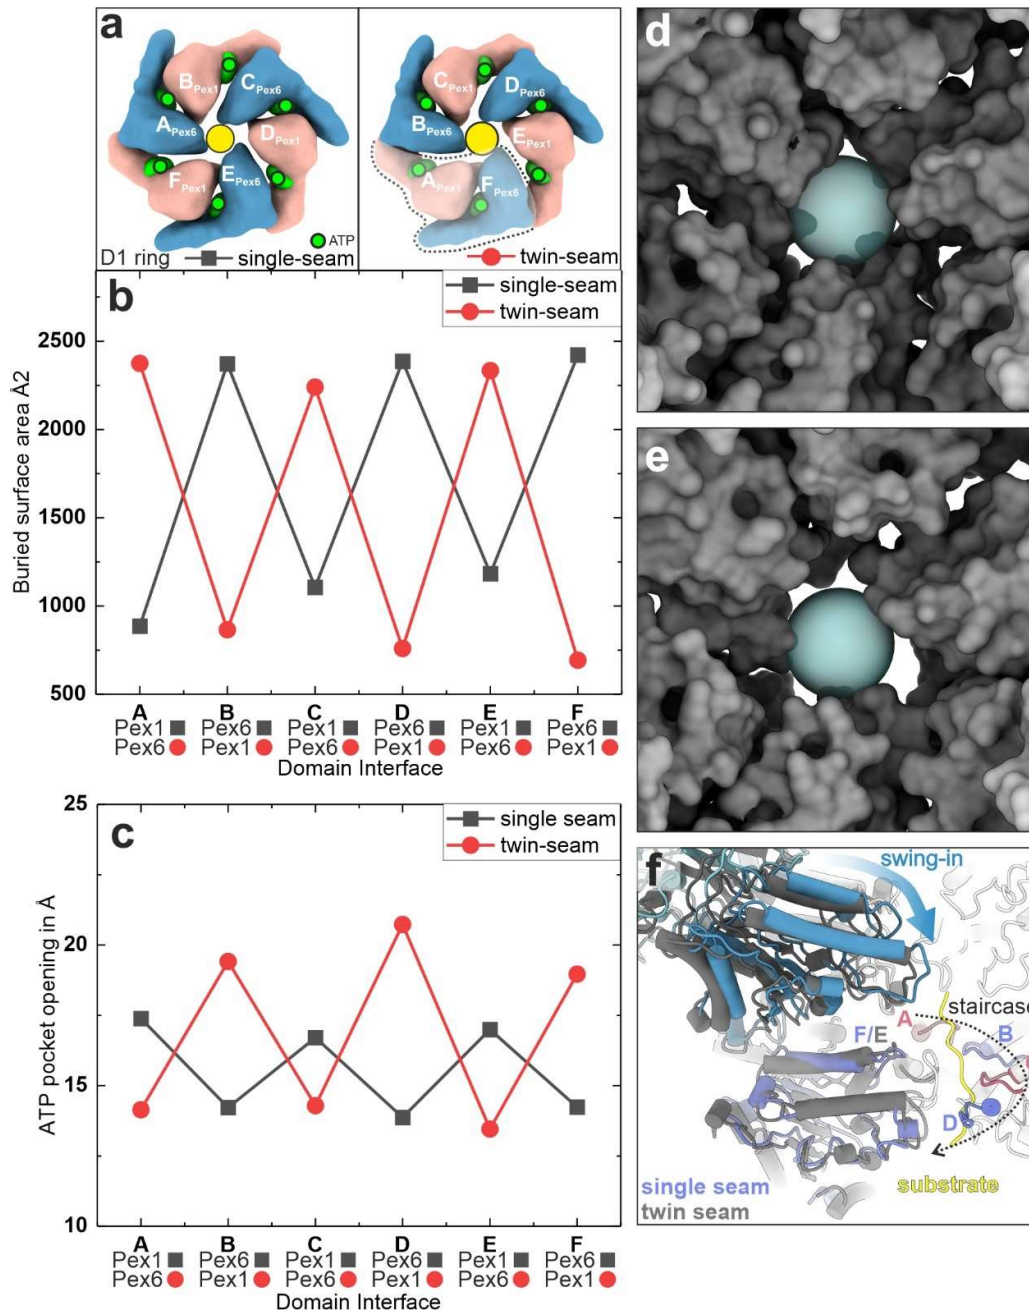 a
B Pex1
C Pex6
A Pex6
D Pex1
F Pex1
E Pex6
ATP
D1 ring
single-seam
C Pex1
D Pex6
B Pex6
E Pex1
A Pex1
F Pex6
twin-seam
b
single-seam
twin-seam
2500
2000
1500
1000
500
Buried surface area Å2
A B C D E F
Pex1 Pex6 Pex1 Pex6 Pex1 Pex6
Pex6 Pex1 Pex6 Pex1 Pex6 Pex1
Domain Interface
c
single seam
twin-seam
25
20
15
10
ATP pocket opening in Å
A B C D E F
Pex1 Pex6 Pex1 Pex6 Pex1 Pex6
Pex6 Pex1 Pex6 Pex1 Pex6 Pex1
Domain Interface
d
e
f
swing-in
staircase
A
B
F/E
D
substrate
single seam
twin seam